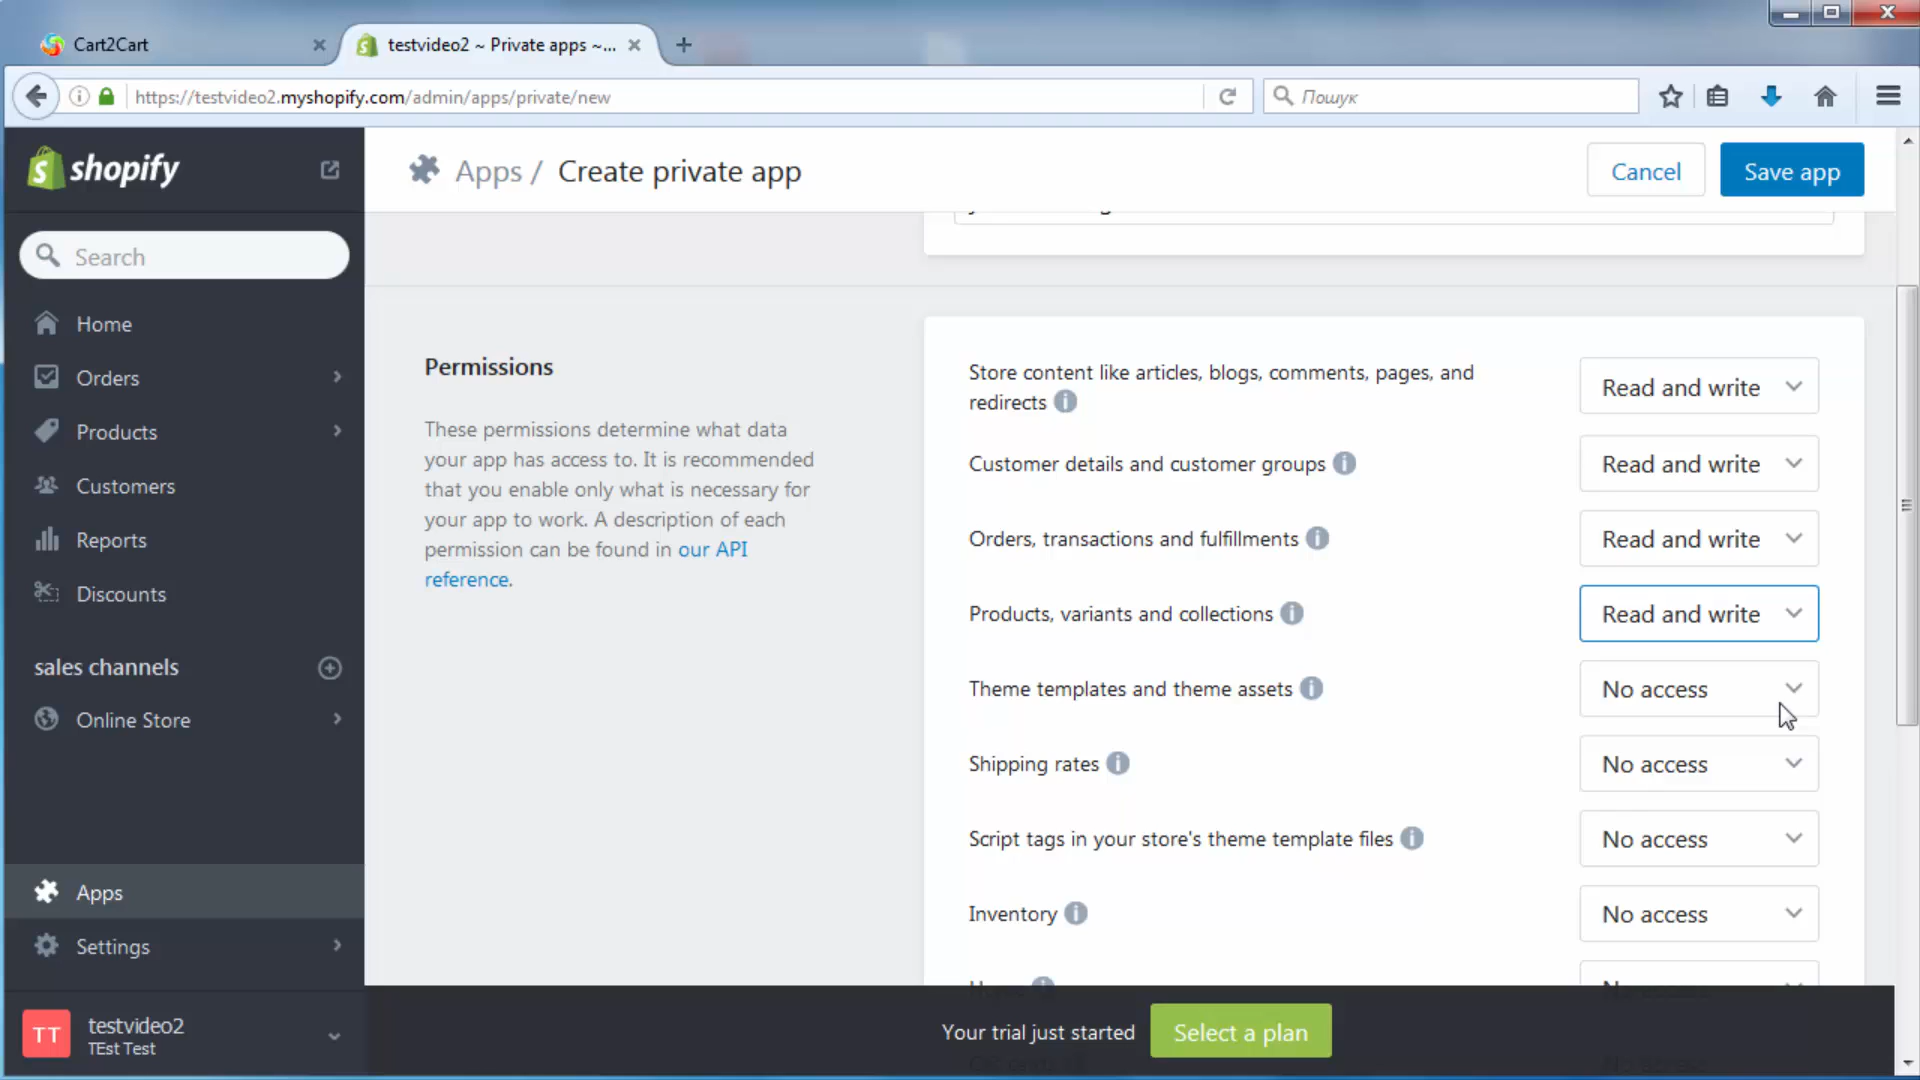 Cart2Cart
testvideo2 ~ Private apps ~...
https://testvideo2.myshopify.com/admin/apps/private/new
Пошук
shopify
Apps / Create private app
Cancel
Save app
Search
Home
Orders
Products
Customers
Reports
Discounts
sales channels
Online Store
Apps
Settings
TT
testvideo2
TEst Test
Permissions
These permissions determine what data
your app has access to. It is recommended
that you enable only what is necessary for
your app to work. A description of each
permission can be found in our API
reference.
Store content like articles, blogs, comments, pages, and
redirects
Read and write
Customer details and customer groups
Read and write
Orders, transactions and fulfillments
Read and write
Products, variants and collections
Read and write
Theme templates and theme assets
No access
Shipping rates
No access
Script tags in your store's theme template files
No access
Inventory
No access
Your trial just started
Select a plan